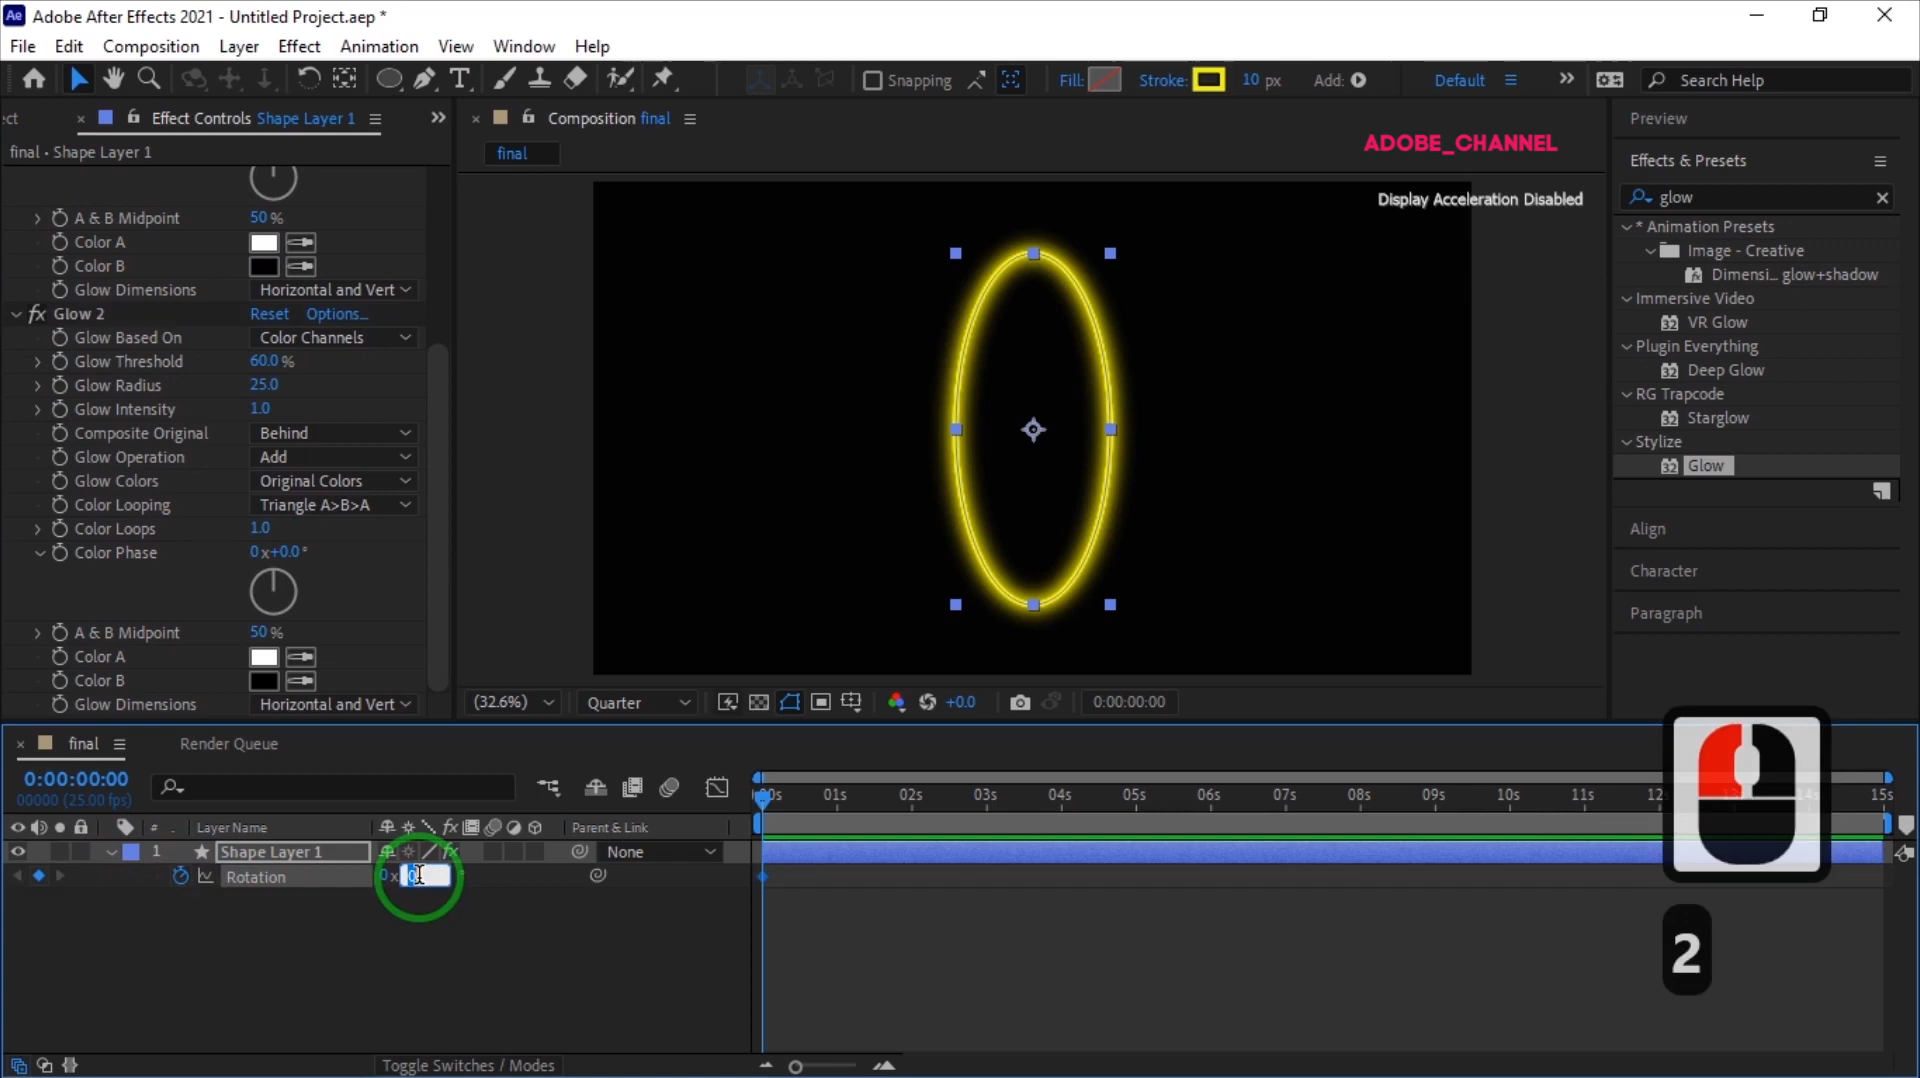 Ae Adobe After Effects 2021 - Untitled Project.aep *
File Edit Composition Layer Effect Animation View Window Help
Snapping Fill: Stroke: 10 px Add: Default Search Help
Effect Controls Shape Layer 1
Composition final
Preview
final • Shape Layer 1
final
ADOBE_CHANNEL
Effects & Presets
Display Acceleration Disabled
glow
A & B Midpoint 50 %
Color A
Color B
Glow Dimensions Horizontal and Vert
fx Glow 2 Reset Options...
Glow Based On Color Channels
Glow Threshold 60.0 %
Glow Radius 25.0
Glow Intensity 1.0
Composite Original Behind
Glow Operation Add
Glow Colors Original Colors
Color Looping Triangle A>B>A
Color Loops 1.0
Color Phase 0x+0.0°
A & B Midpoint 50 %
Color A
Color B
Glow Dimensions Horizontal and Vert
* Animation Presets
Image - Creative
Dimensi... glow+shadow
Immersive Video
VR Glow
Plugin Everything
Deep Glow
RG Trapcode
Starglow
Stylize
Glow
Align
Character
Paragraph
(32.6%) Quarter +0.0 0:00:00:00
final Render Queue
0:00:00:00
00000 (25.00 fps)
00s 01s 02s 03s 04s 05s 06s 07s 08s 09s 10s 11s 12s 14s 15s
# . Layer Name fx Parent & Link
1 Shape Layer 1 fx None
Rotation 0 x 0
2
Toggle Switches / Modes